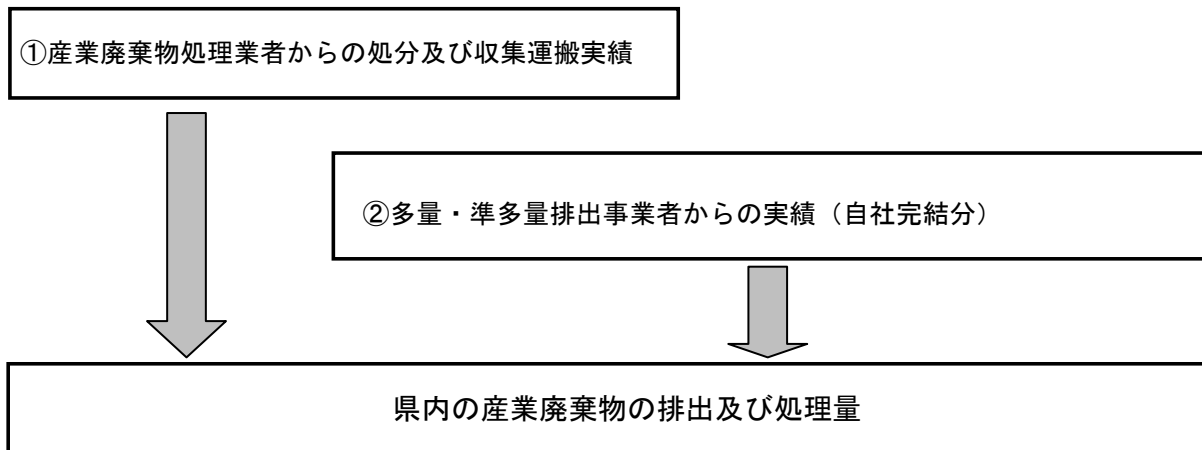 ①産業廃棄物処理業者からの処分及び収集運搬実績
②多量・準多量排出事業者からの実績（自社完結分）
県内の産業廃棄物の排出及び処理量